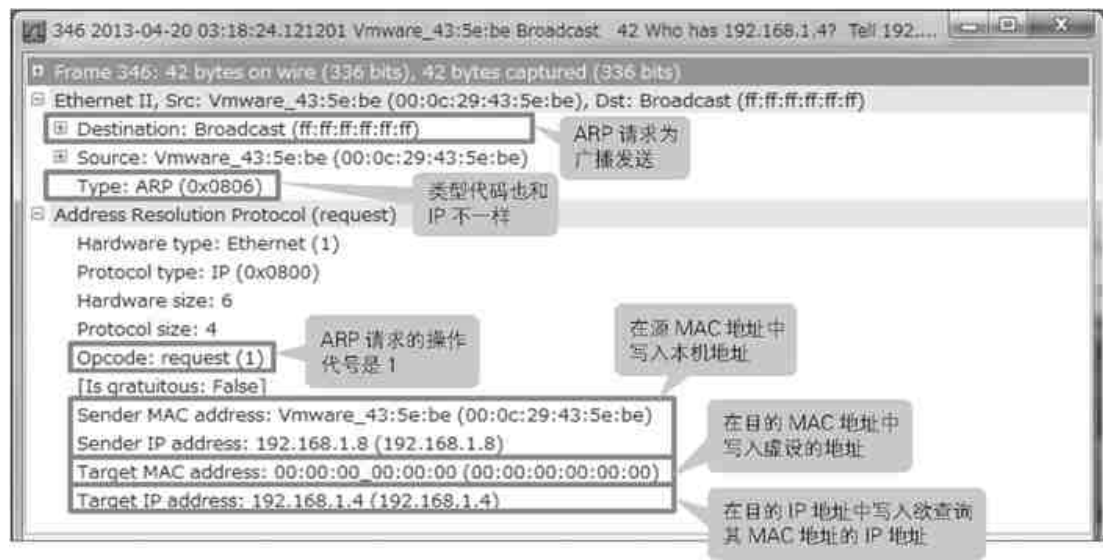 346 2013-04-20 03:18:24.121201 Vmware_43:5e:be Broadcast 42 Who has 192.168.1.4? Tell 192....
Frame 346: 42 bytes on wire (336 bits), 42 bytes captured (336 bits)
Ethernet II, Src: Vmware_43:5e:be (00:0c:29:43:5e:be), Dst: Broadcast (ff:ff:ff:ff:ff:ff)
Destination: Broadcast (ff:ff:ff:ff:ff:ff)
ARP 请求为
广播发送
Source: Vmware_43:5e:be (00:0c:29:43:5e:be)
Type: ARP (0x0806)
类型代码也和
IP 不一样
Address Resolution Protocol (request)
Hardware type: Ethernet (1)
Protocol type: IP (0x0800)
Hardware size: 6
Protocol size: 4
ARP 请求的操作
代号是 1
在源 MAC 地址中
写入本机地址
Opcode: request (1)
[Is gratuitous: False]
Sender MAC address: Vmware_43:5e:be (00:0c:29:43:5e:be)
Sender IP address: 192.168.1.8 (192.168.1.8)
在目的 MAC 地址中
写入虚设的地址
Target MAC address: 00:00:00_00:00:00 (00:00:00:00:00:00)
Target IP address: 192.168.1.4 (192.168.1.4)
在目的 IP 地址中写入欲查询
其 MAC 地址的 IP 地址